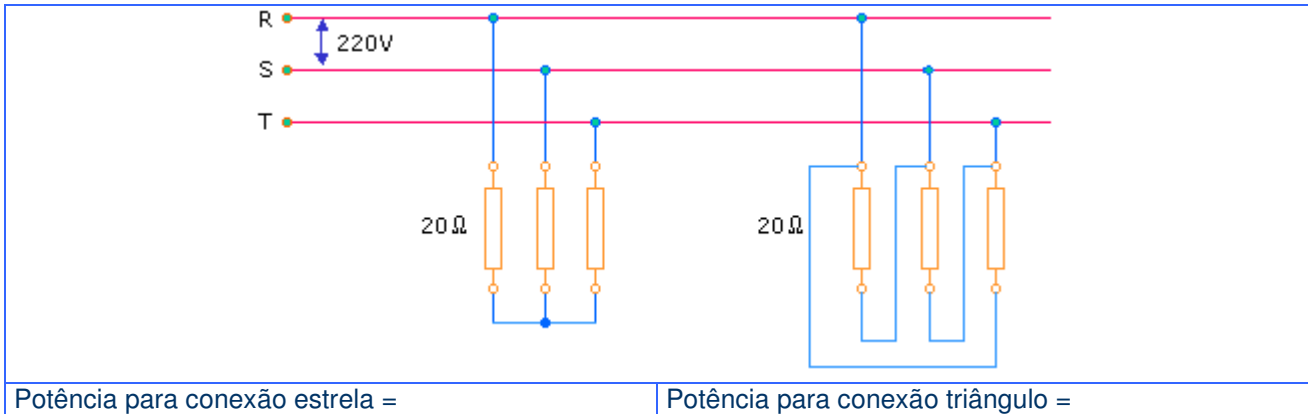 R
220V
S
T
20Ω
20Ω
Potência para conexão estrela =
Potência para conexão triângulo =